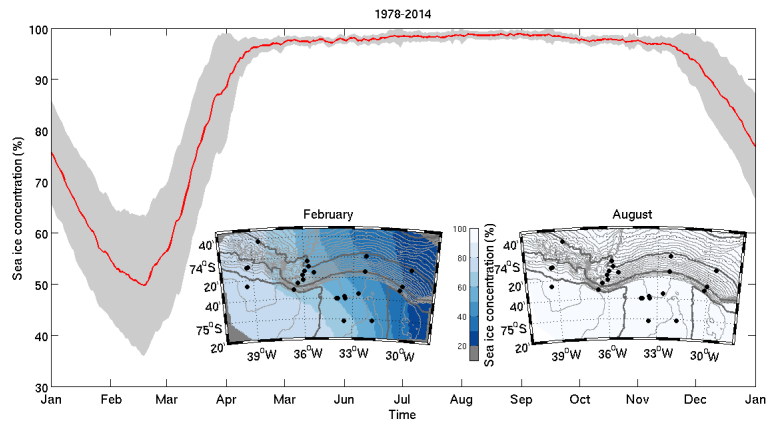 1978-2014
Sea ice concentration (%)
100
90
80
70
60
50
40
30
February
40'
74°S
20'
40'
75°S
20'
39°W
36°W
33°W
30°W
100
80
60
40
20
Sea ice concentration (%)
August
40'
74°S
20'
40'
75°S
20'
39°W
36°W
33°W
30°W
Jan Feb Mar Apr Mar Jun Jul Aug Sep Oct Nov Dec Jan
Time